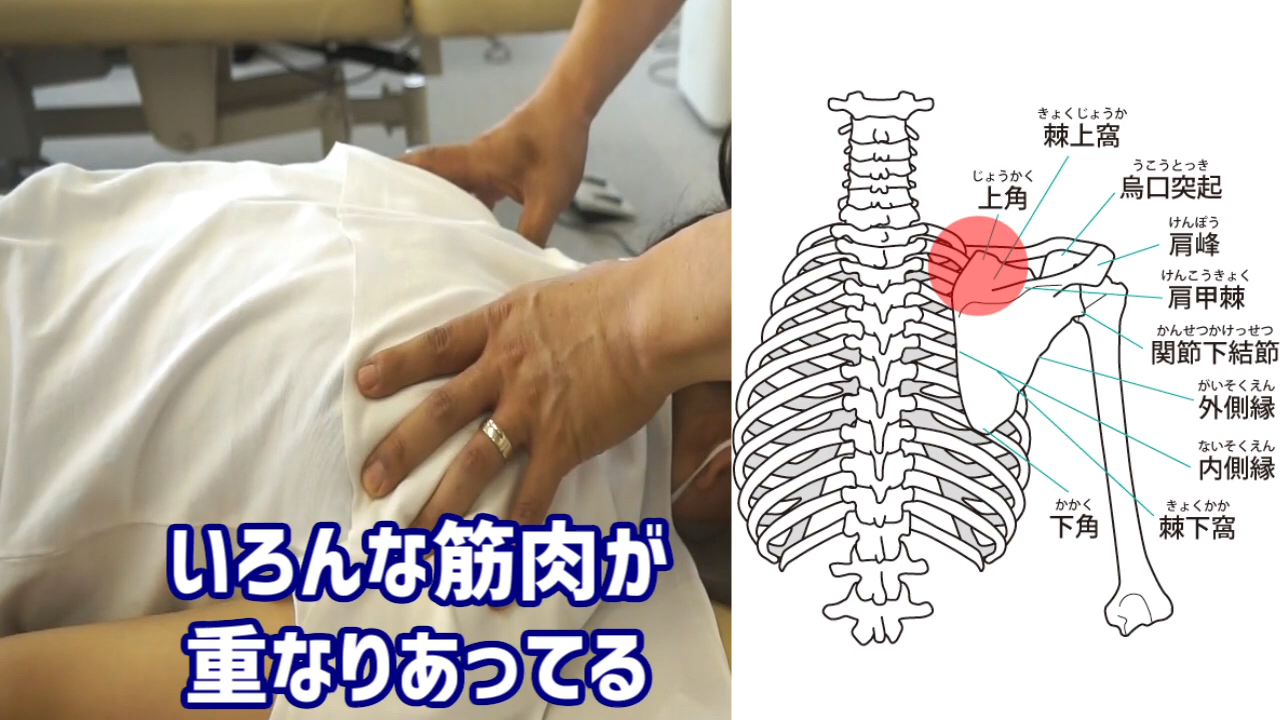 いろんな筋肉が
重なりあってる
きょくじょうか
棘上窩
うこうとっき
烏口突起
じょうかく
上角
けんぽう
肩峰
けんこうきょく
肩甲棘
かんせつかけっせつ
関節下結節
がいそくえん
外側縁
ないそくえん
内側縁
かかく
下角
きょくかか
棘下窩